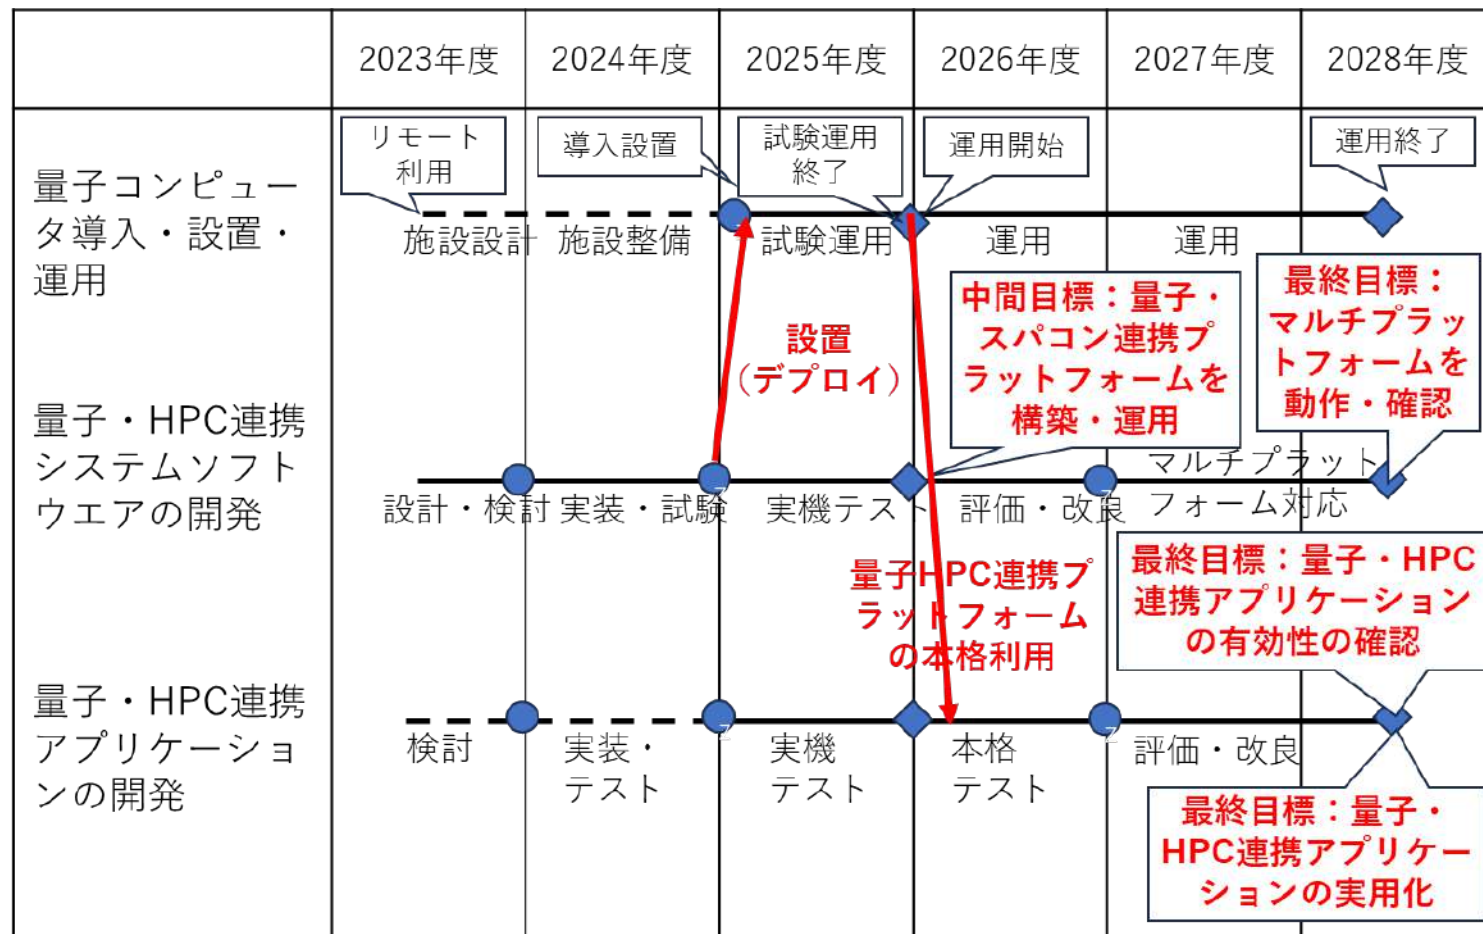 2023年度
2024年度
2025年度
2026年度
2027年度
2028年度
量子コンピュー
タ導入・設置・
運用
リモート
利用
導入設置
試験運用
終了
運用開始
運用終了
施設設計
施設整備
試験運用
運用
運用
設置
（デプロイ）
中間目標：量子・
スパコン連携プ
ラットフォームを
構築・運用
最終目標：
マルチプラッ
トフォームを
動作・確認
量子・HPC連携
システムソフト
ウエアの開発
設計・検討
実装・試験
実機テスト
評価・改良
マルチプラット
フォーム対応
量子HPC連携プ
ラットフォーム
の本格利用
最終目標：量子・HPC
連携アプリケーション
の有効性の確認
量子・HPC連携
アプリケーショ
ンの開発
検討
実装・
テスト
実機
テスト
本格
テスト
評価・改良
最終目標：量子・
HPC連携アプリケー
ションの実用化